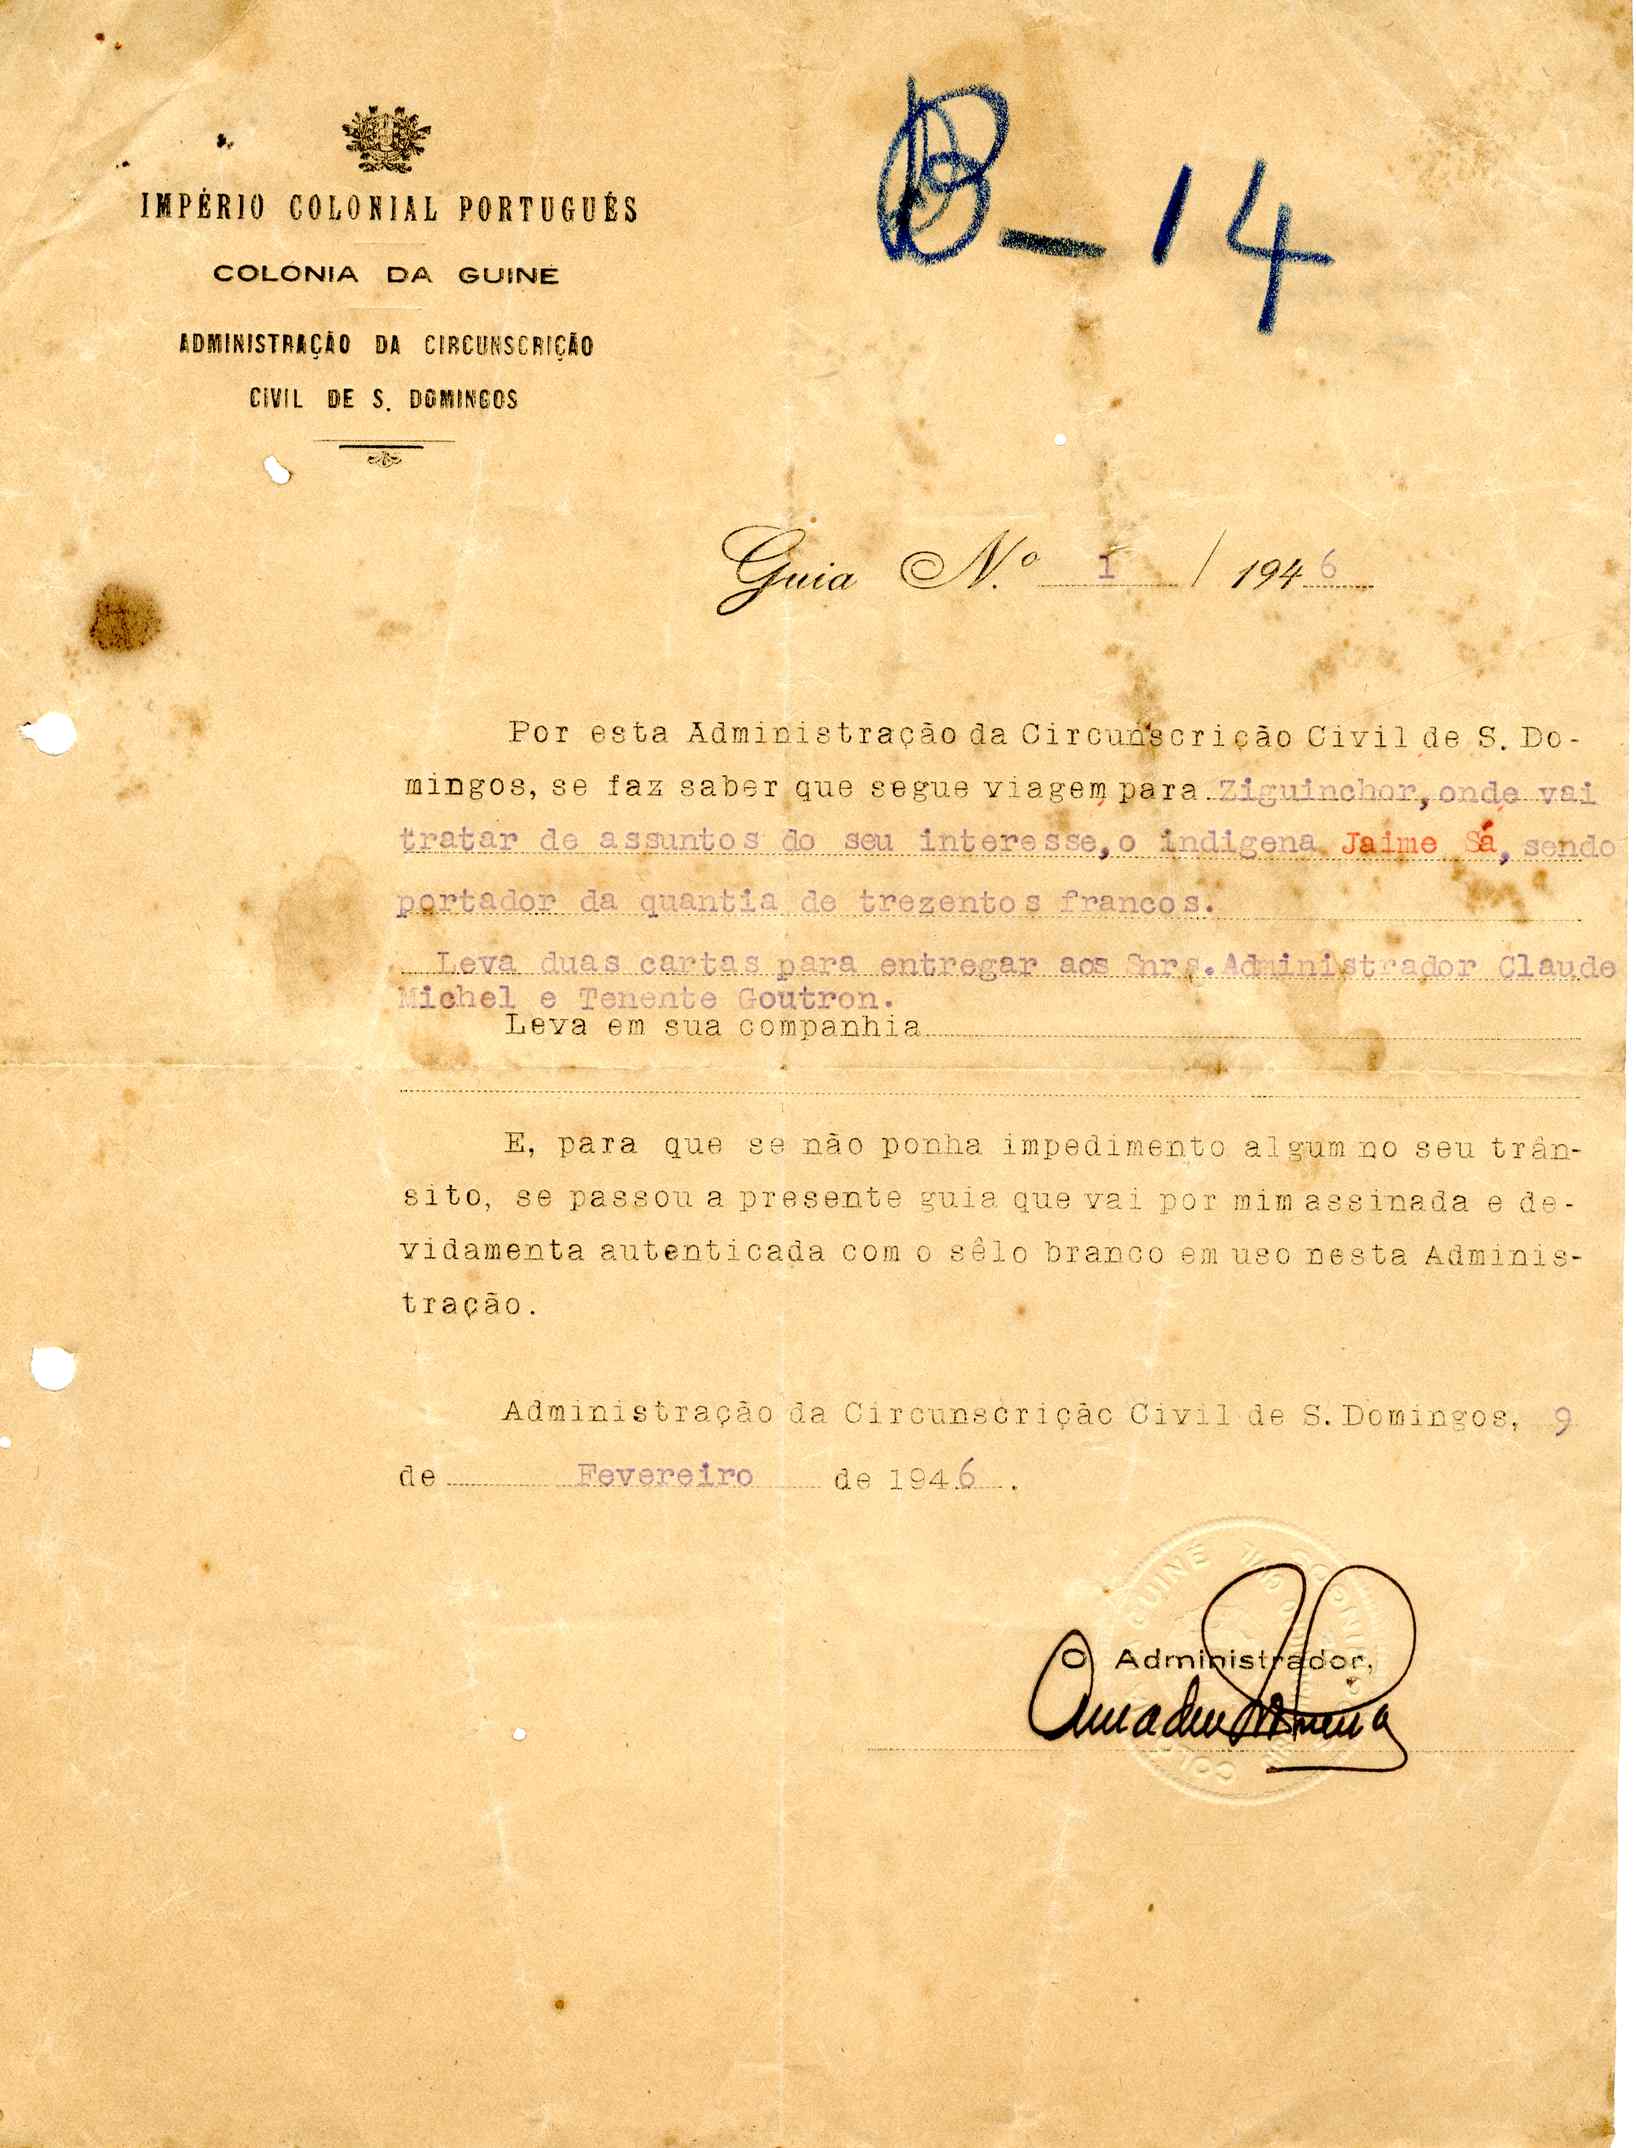 B-14
IMPÉRIO COLONIAL PORTUGUÊS
COLÓNIA DA GUINÉ
ADMINISTRAÇÃO DA CIRCUNSCRIÇÃO
CIVIL DE S. DOMINGOS
Guia N.º 1 / 1946
Por esta Administração da Circunscrição Civil de S. Do-
mingos, se faz saber que segue viagem para Ziguinchor, onde vai
tratar de assuntos do seu interesse, o indigena Jaime Sá, sendo
portador da quantia de trezentos francos.
Leva duas cartas para entregar aos Snrs. Administrador Claude
Michel e Tenente Goutron.
Leva em sua companhia
E, para que se não ponha impedimento algum no seu trân-
sito, se passou a presente guia que vai por mim assinada e de-
vidamenta autenticada com o sêlo branco em uso nesta Adminis-
tração.
Administração da Circunscrição Civil de S. Domingos, 9
de Fevereiro de 1946.
GUINÉ
O Administrador,